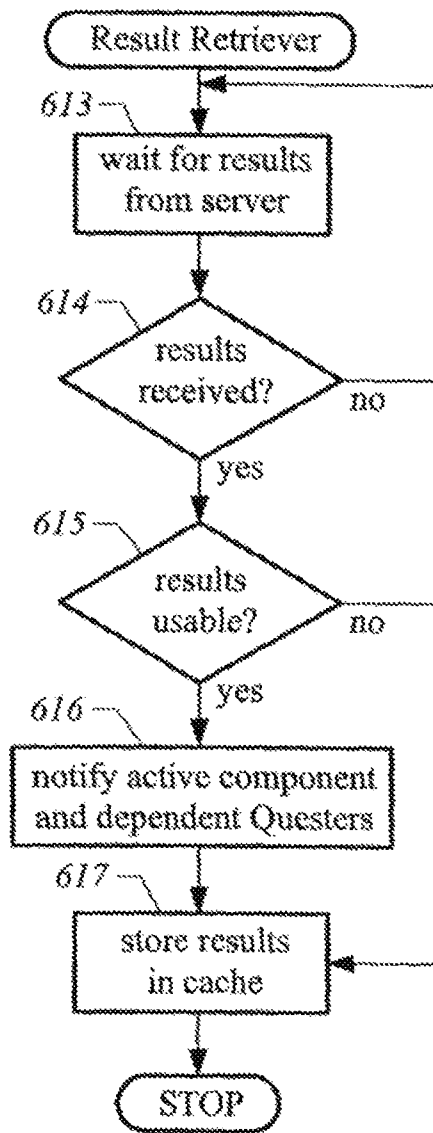 Result Retriever
613
wait for results
from server
614
results
received?
no
yes
615
results
usable?
no
yes
616
notify active component
and dependent Questers
617
store results
in cache
STOP